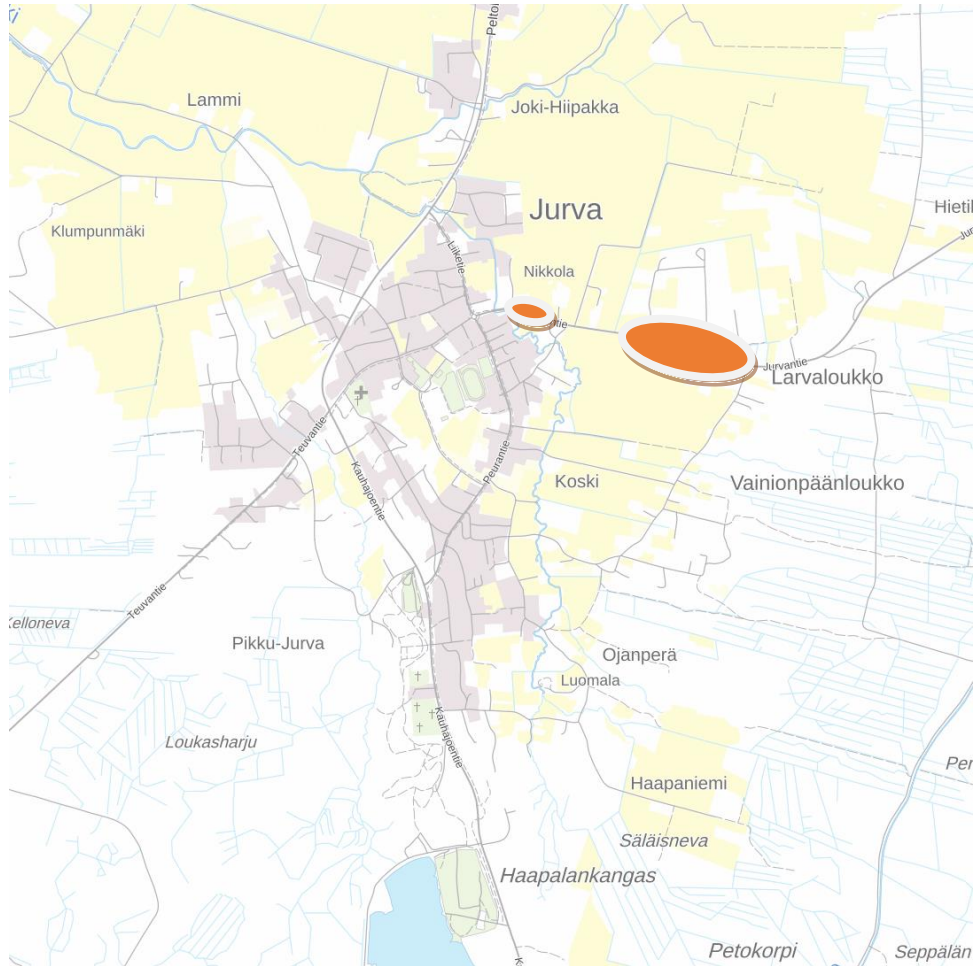 Lammi
Joki-Hiipakka
Jurva
Klumpunmäki
Liiketie
Nikkola
Jurvantie
Larvaloukko
Teuvantie
Kauhajoentie
Peurantie
Koski
Vainionpäänloukko
Teuvantie
Pikku-Jurva
Ojanperä
Luomala
Kauhajoentie
Loukasharju
Haapaniemi
Säläisneva
Haapalankangas
Petokorpi